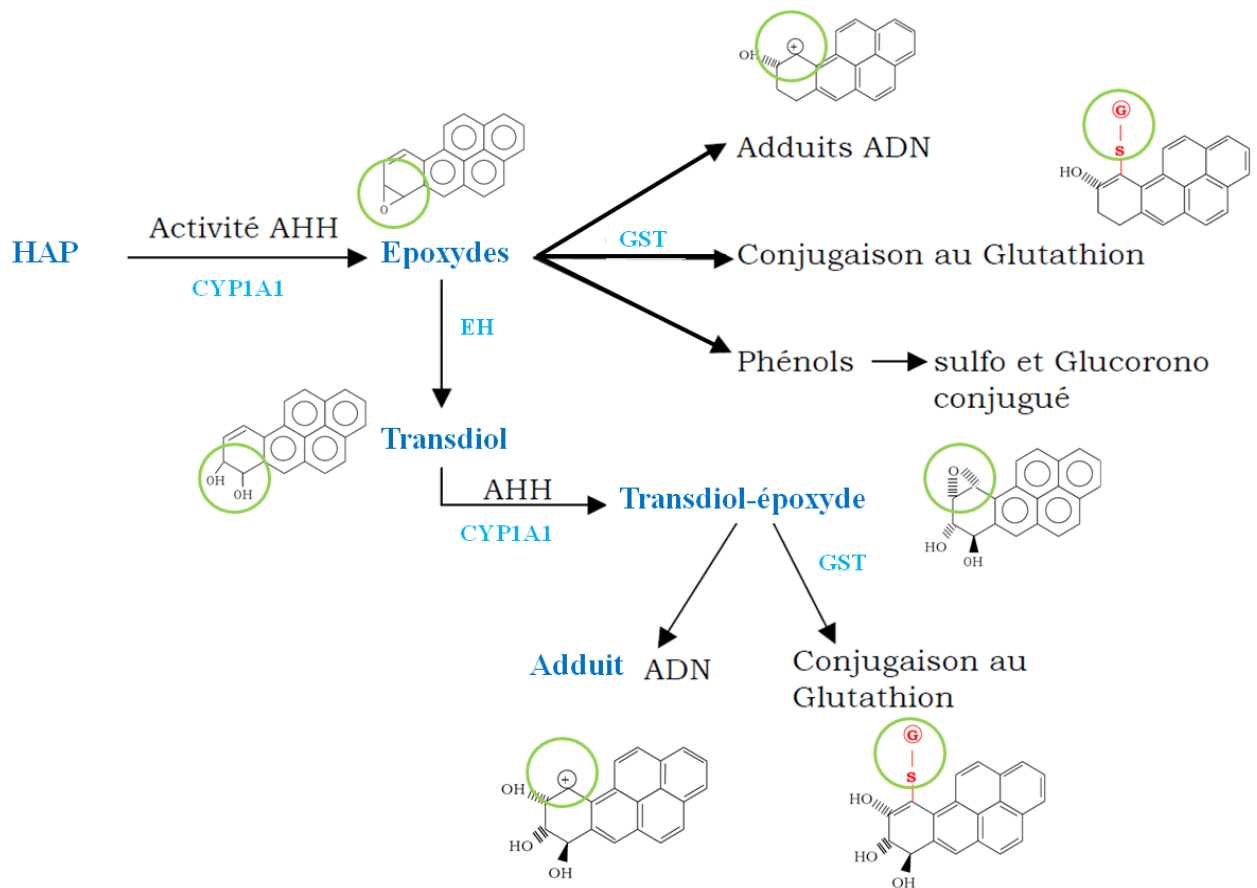 OH
+
G
S
HO
Adduits ADN
O
Activité AHH
HAP
CYP1A1
Epoxydes
GST
Conjugaison au Glutathion
EH
Phénols
sulfo et Glucorono
conjugué
OH
OH
Transdiol
AHH
CYP1A1
Transdiol-époxyde
O
HO
OH
GST
Adduit ADN
Conjugaison au
Glutathion
OH
+
HO
OH
G
S
HO
HO
OH